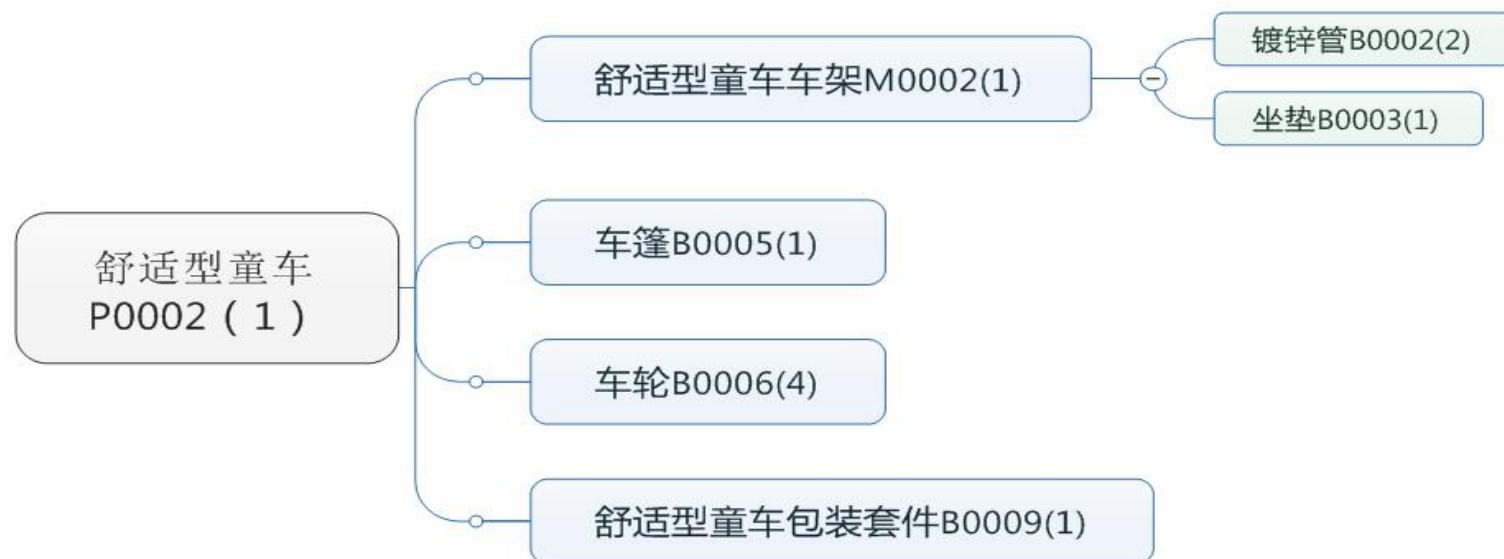 舒适型童车
P0002（1）
舒适型童车车架M0002(1)
镀锌管B0002(2)
坐垫B0003(1)
车篷B0005(1)
车轮B0006(4)
舒适型童车包装套件B0009(1)